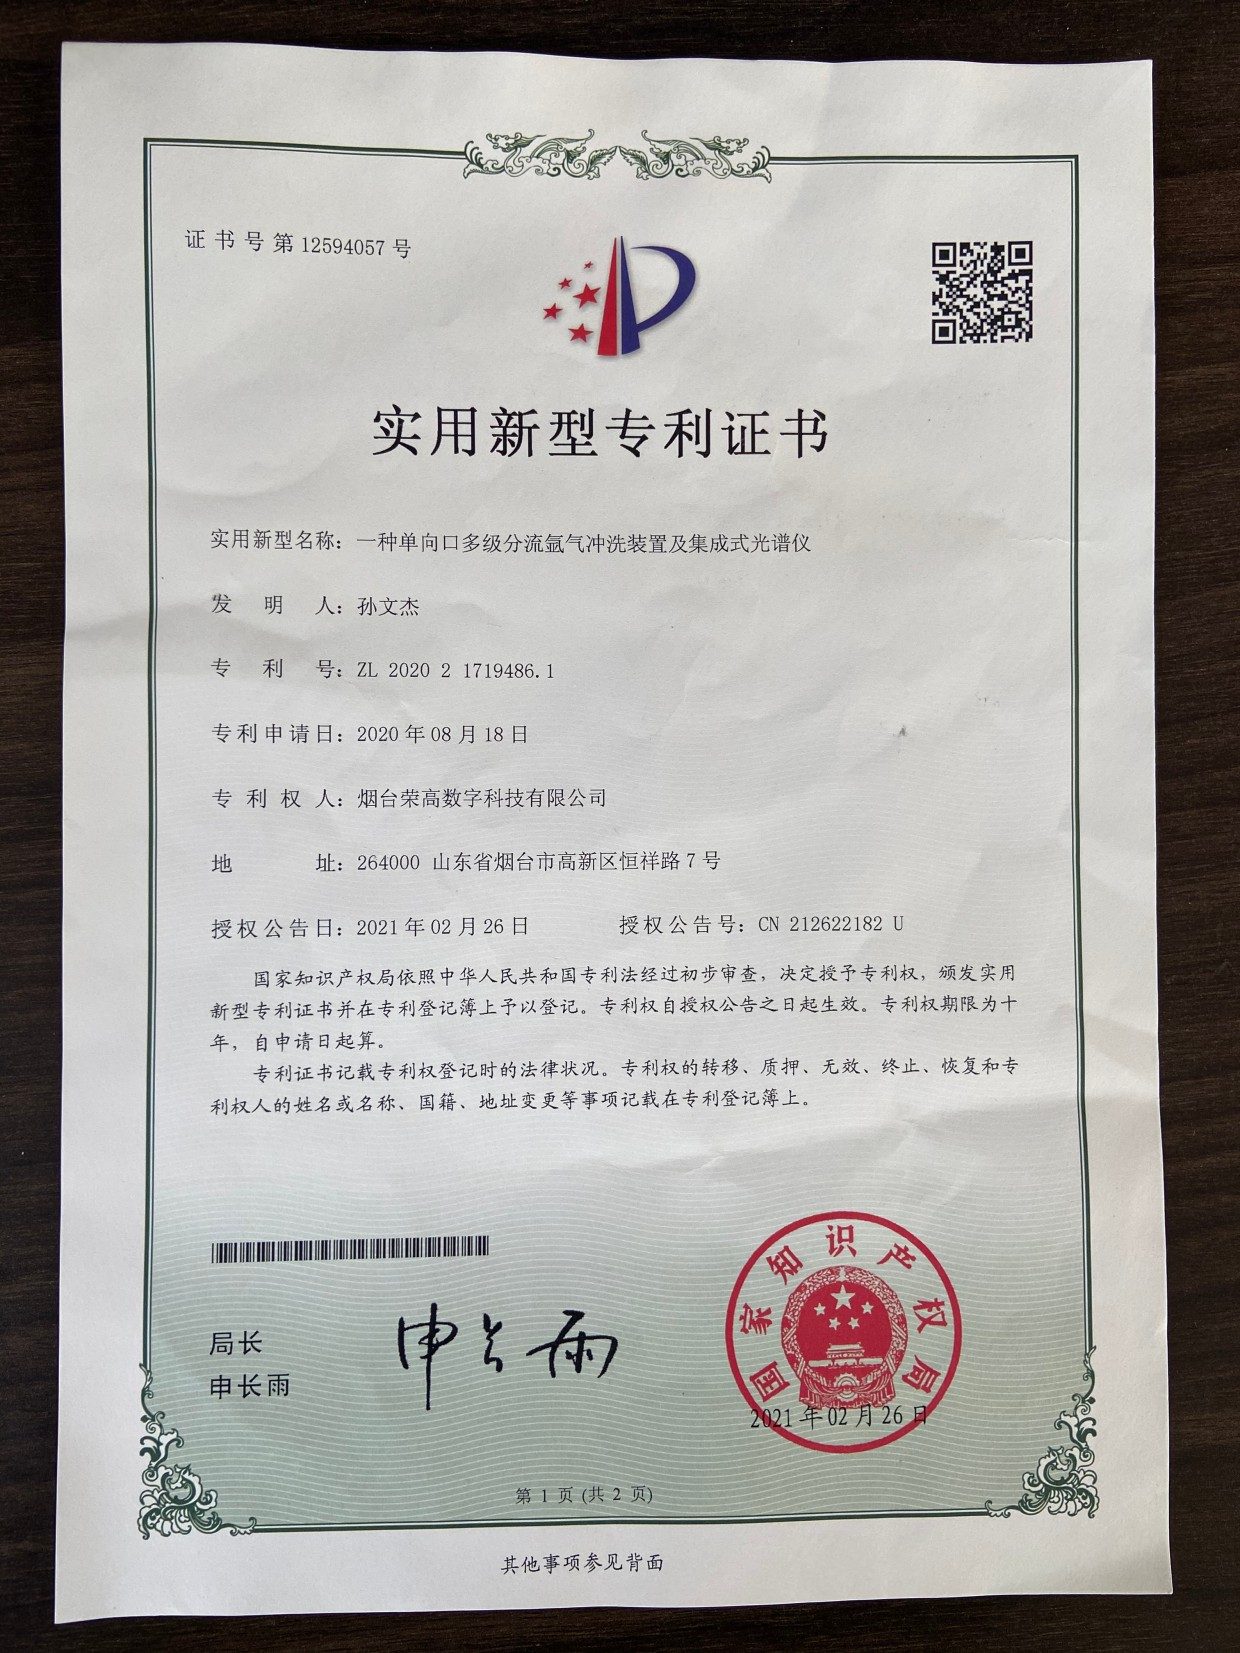 证书号第12594057号
实用新型专利证书
实用新型名称：一种单向口多级分流氩气冲洗装置及集成式光谱仪
发明人：孙文杰
专利号：ZL 2020 2 1719486.1
专利申请日：2020年08月18日
专利权人：烟台荣高数字科技有限公司
地址：264000 山东省烟台市高新区恒祥路7号
授权公告日：2021年02月26日 授权公告号：CN 212622182 U
国家知识产权局依照中华人民共和国专利法经过初步审查，决定授予专利权，颁发实用
新型专利证书并在专利登记簿上予以登记。专利权自授权公告之日起生效。专利权期限为十
年，自申请日起算。
专利证书记载专利权登记时的法律状况。专利权的转移、质押、无效、终止、恢复和专
利权人的姓名或名称、国籍、地址变更等事项记载在专利登记簿上。
局长
申长雨
申长雨
国家知识产权局
2021年02月26日
第 1 页 (共 2 页)
其他事项参见背面